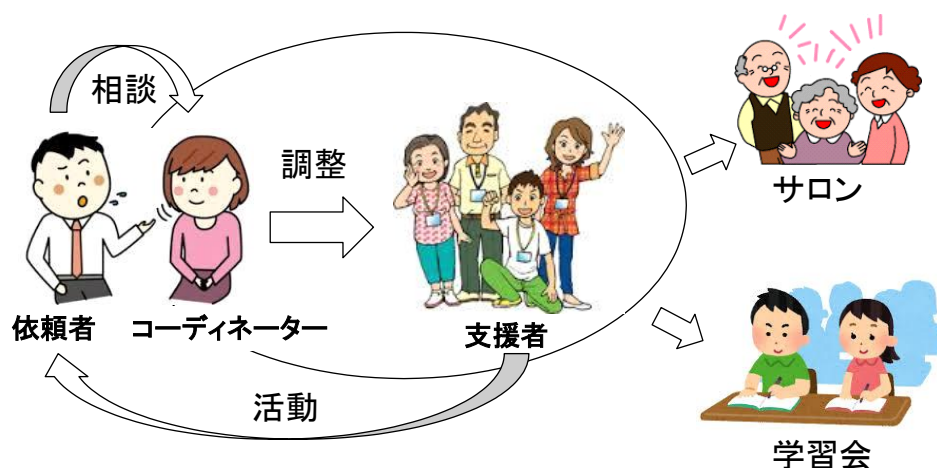 相談
調整
サロン
依頼者
コーディネーター
支援者
活動
学習会